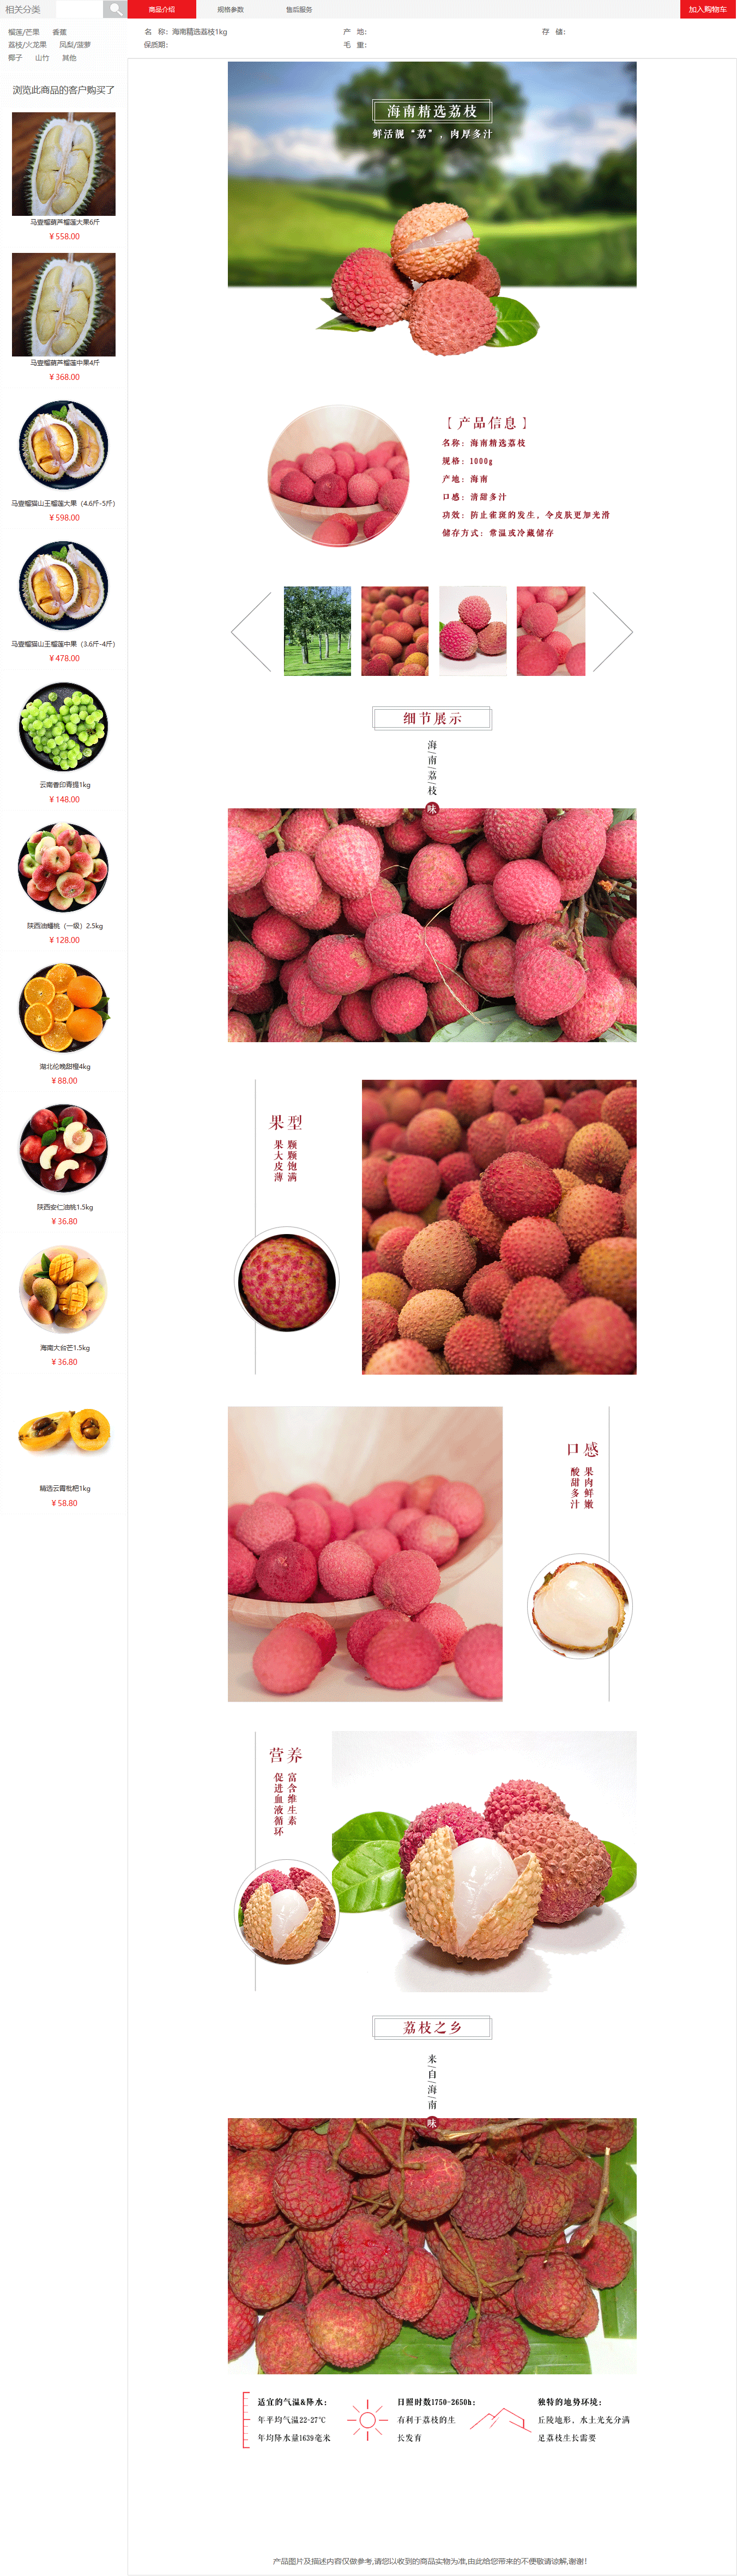 相关分类
榴莲/芒果 香蕉
荔枝/火龙果 凤梨/菠萝
椰子 山竹 其他
浏览此商品的客户购买了
马壹榴葫芦榴莲大果6斤
¥ 558.00
马壹榴葫芦榴莲中果4斤
¥ 368.00
马壹榴猫山王榴莲大果（4.6斤-5斤）
¥ 598.00
马壹榴猫山王榴莲中果（3.6斤-4斤）
¥ 478.00
云南香印青提1kg
¥ 148.00
陕西油蟠桃（一级）2.5kg
¥ 128.00
湖北伦晚甜橙4kg
¥ 88.00
陕西安仁油桃1.5kg
¥ 36.80
海南大台芒1.5kg
¥ 36.80
精选云霄枇杷1kg
¥ 58.80
商品介绍 规格参数 售后服务 加入购物车
名 称：海南精选荔枝1kg 产 地： 存 储：
保质期： 毛 重：
海南精选荔枝
鲜活靓“荔”，肉厚多汁
【产品信息】
名称：海南精选荔枝
规格：1000g
产地：海南
口感：清甜多汁
功效：防止雀斑的发生，令皮肤更加光滑
储存方式：常温或冷藏储存
细节展示
海/南/荔/枝
味
果型
颗颗饱满
果大皮薄
口感
果肉鲜嫩
酸甜多汁
营养
富含维生素
促进血液循环
荔枝之乡
来/自/海/南
味
适宜的气温&降水：
年平均气温22-27°C
年均降水量1639毫米
日照时数1750-2650h：
有利于荔枝的生
长发育
独特的地势环境：
丘陵地形、水土光充分满
足荔枝生长需要
产品图片及描述内容仅做参考,请您以收到的商品实物为准,由此给您带来的不便敬请谅解,谢谢！